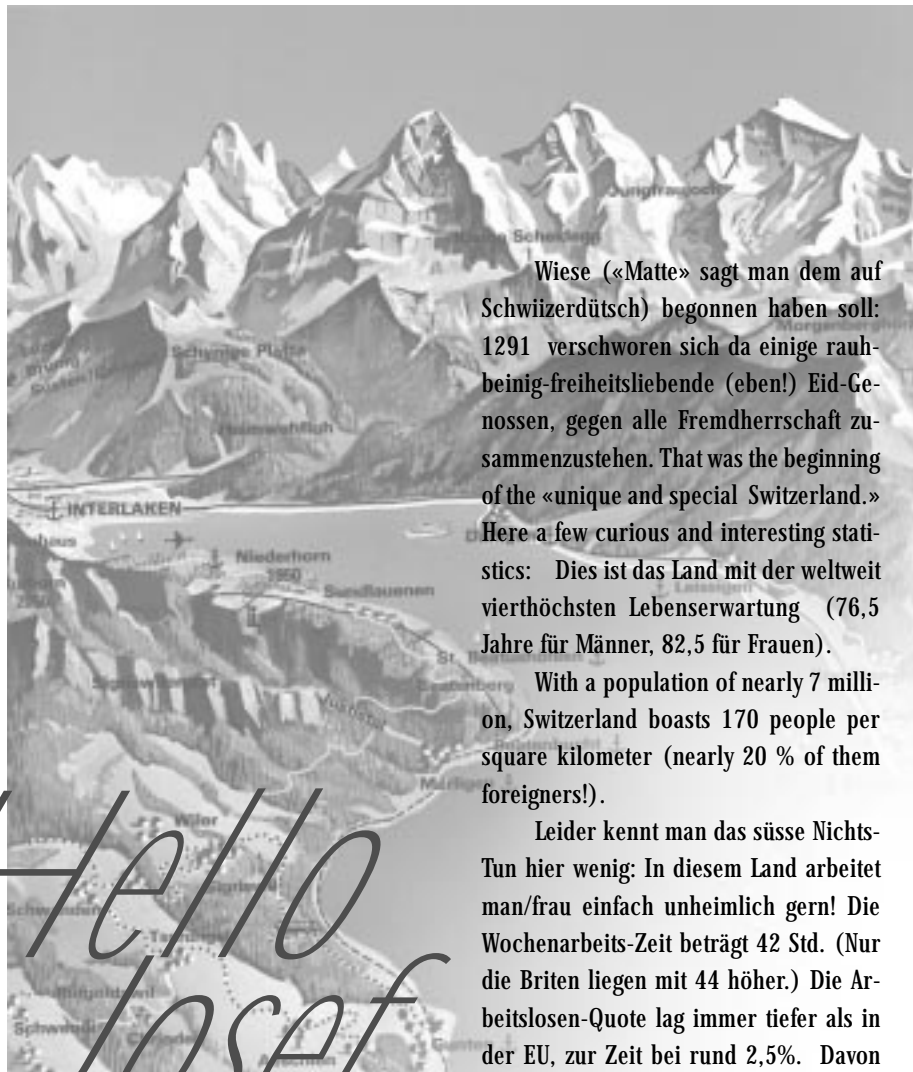 Jungfraujoch
Scheidegg
Wiese («Matte» sagt man dem auf
Schwiizerdütsch) begonnen haben soll:
1291 verschworen sich da einige rauh-
beinig-freiheitsliebende (eben!) Eid-Ge-
nossen, gegen alle Fremdherrschaft zu-
sammenzustehen. That was the beginning
of the «unique and special Switzerland.»
Here a few curious and interesting stati-
stics: Dies ist das Land mit der weltweit
vierthöchsten Lebenserwartung (76,5
Jahre für Männer, 82,5 für Frauen).
With a population of nearly 7 milli-
on, Switzerland boasts 170 people per
square kilometer (nearly 20 % of them
foreigners!).
Leider kennt man das süsse Nichts-
Tun hier wenig: In diesem Land arbeitet
man/frau einfach unheimlich gern! Die
Wochenarbeits-Zeit beträgt 42 Std. (Nur
die Briten liegen mit 44 höher.) Die Ar-
beitslosen-Quote lag immer tiefer als in
der EU, zur Zeit bei rund 2,5%. Davon
Schynige Platte
Heimwehfluh
INTERLAKEN
Niederhorn
1950
Sundlauenen
Leissigen
Merligen
Wiler
Hello
Josef